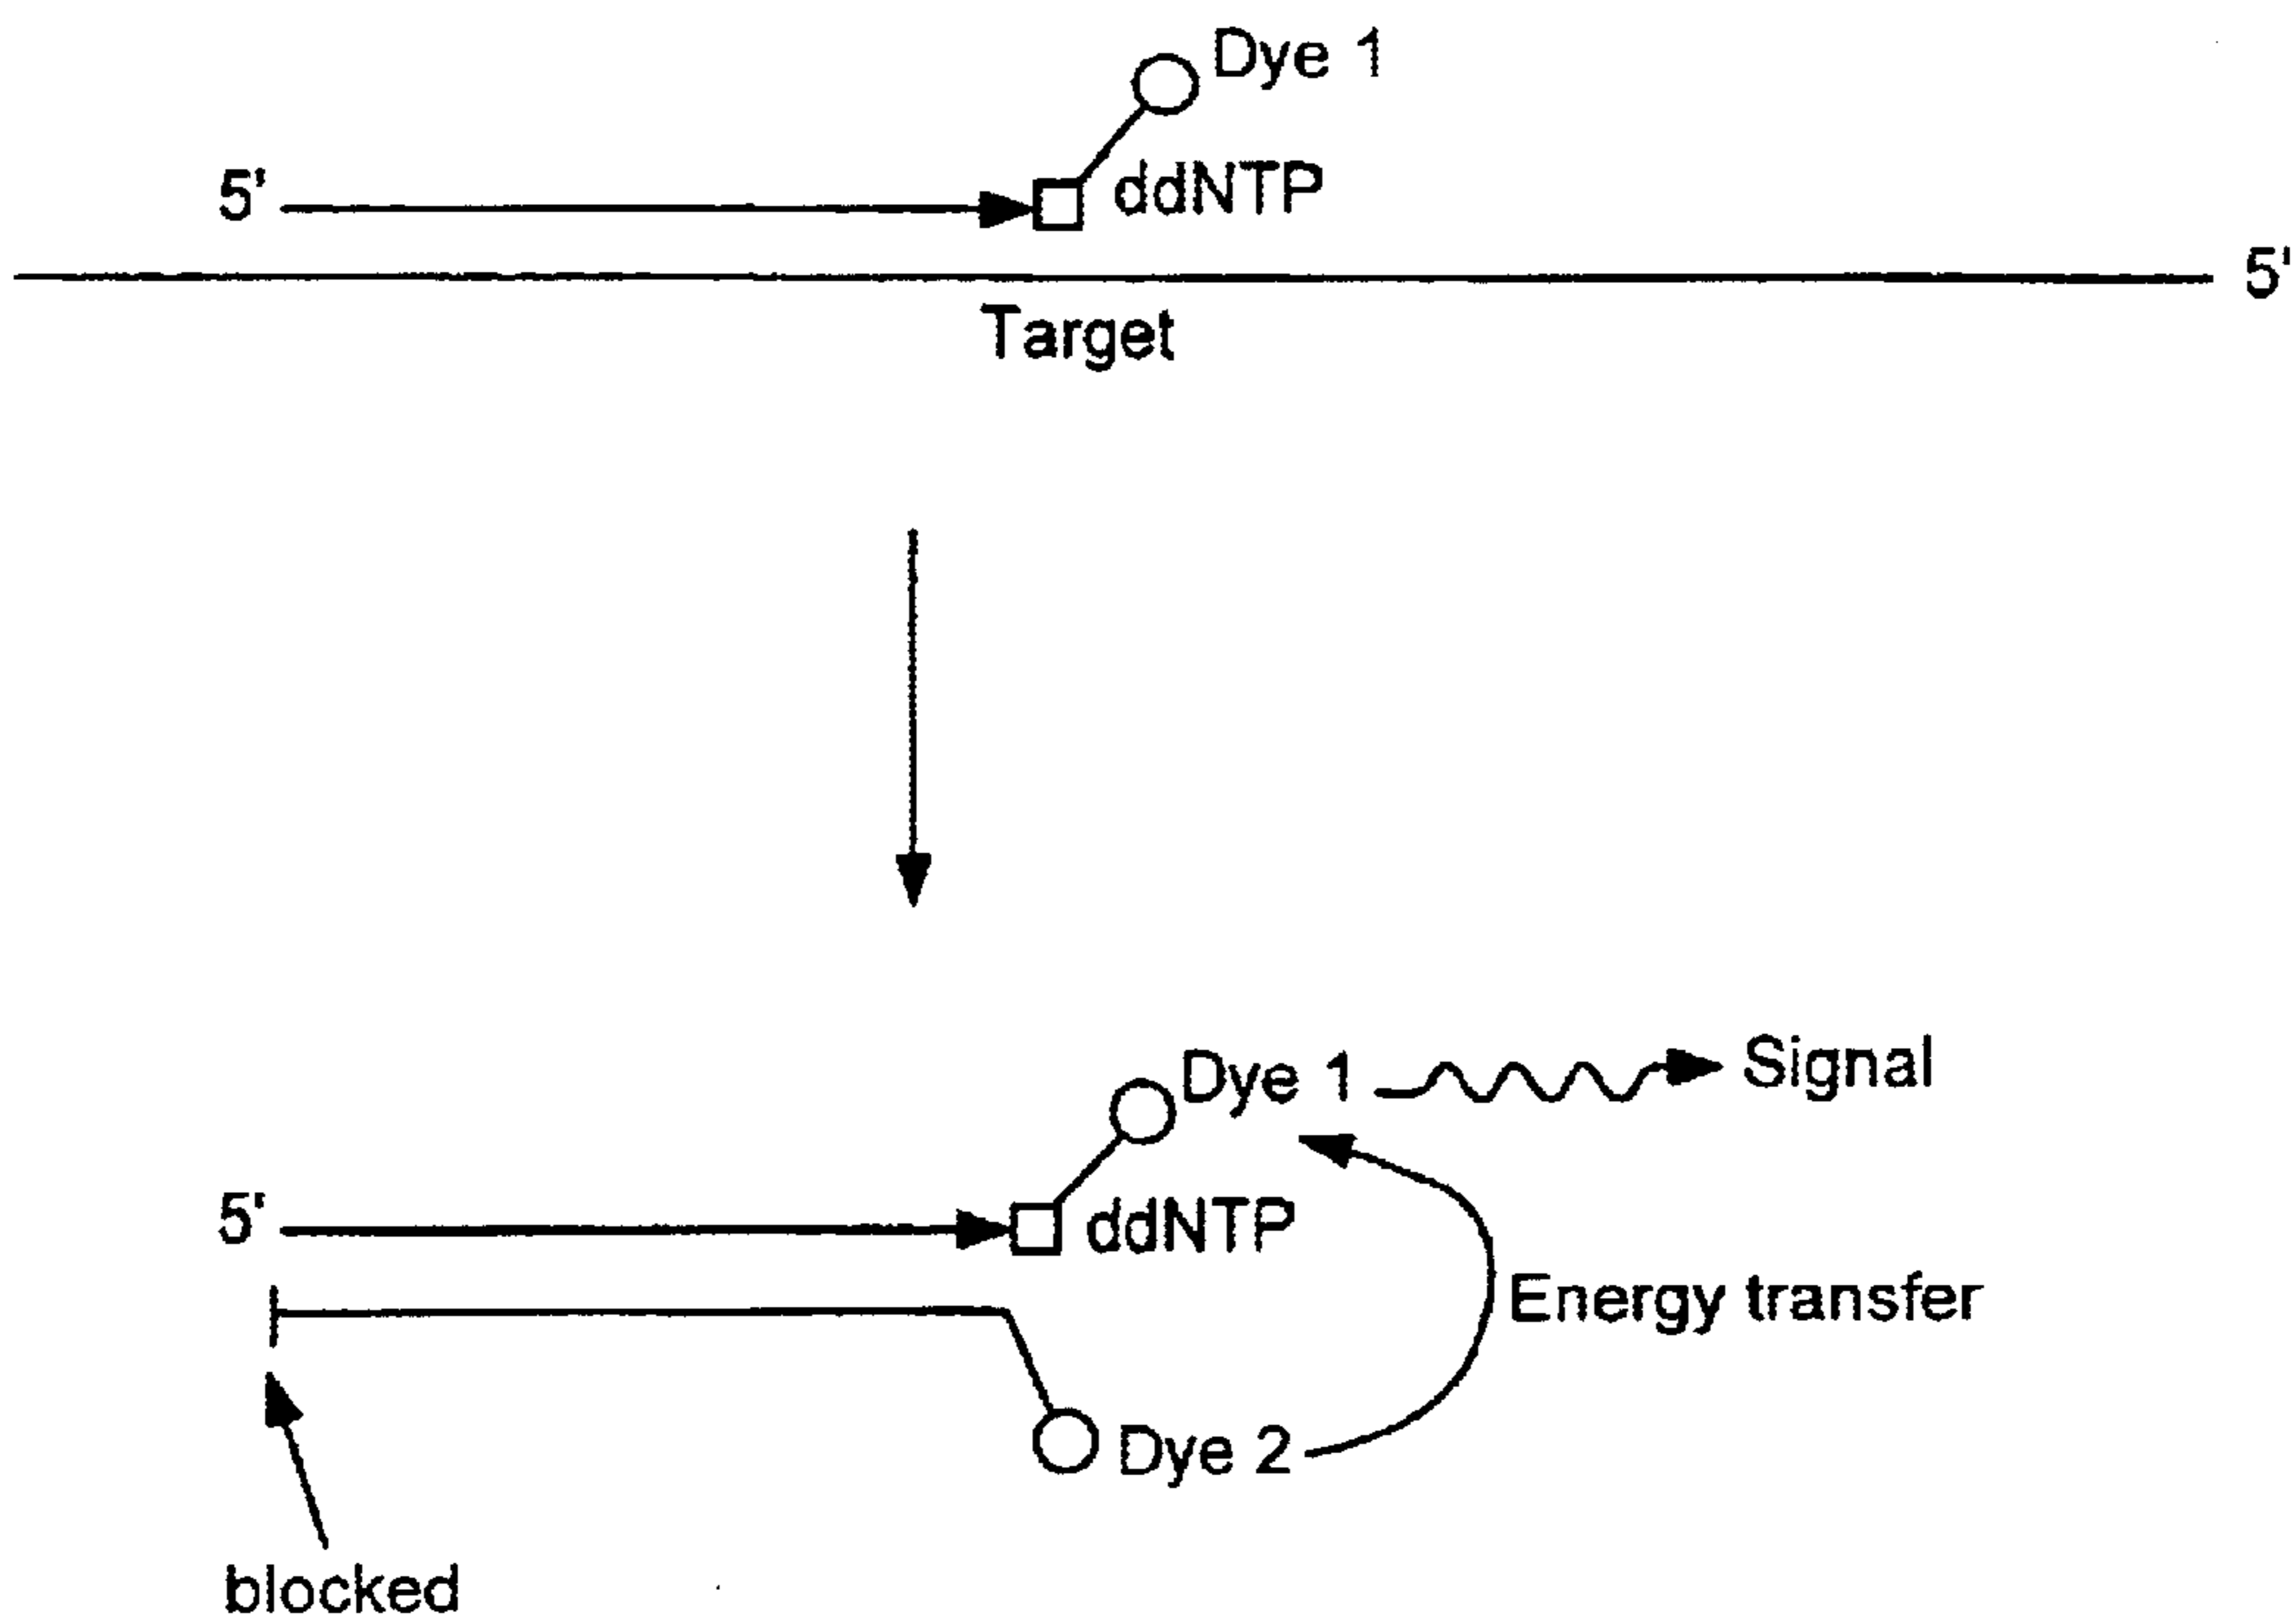 Dye 1
5'
ddNTP
5'
Target
Dye 1
Signal
5'
ddNTP
Energy transfer
Dye 2
blocked